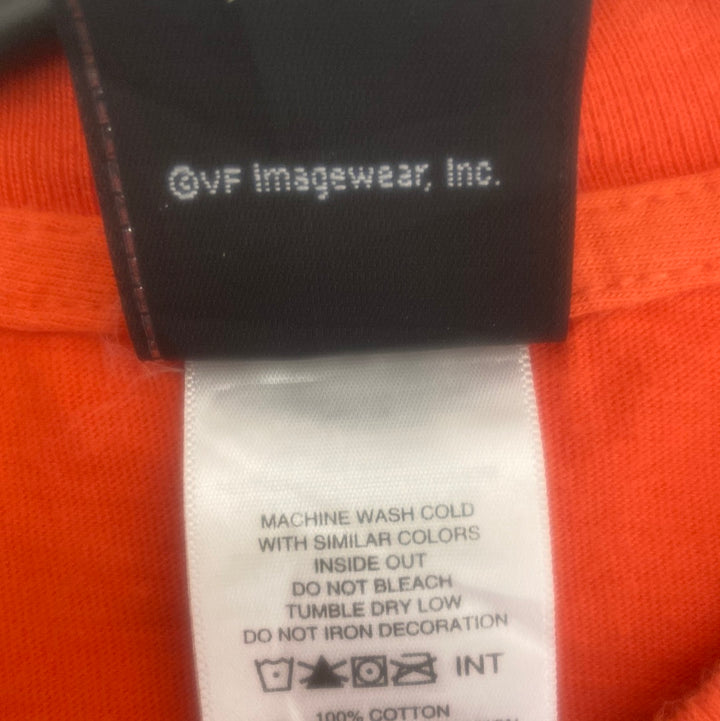 ©VF Imagewear, Inc.
MACHINE WASH COLD
WITH SIMILAR COLORS
INSIDE OUT
DO NOT BLEACH
TUMBLE DRY LOW
DO NOT IRON DECORATION
INT
100% COTTON